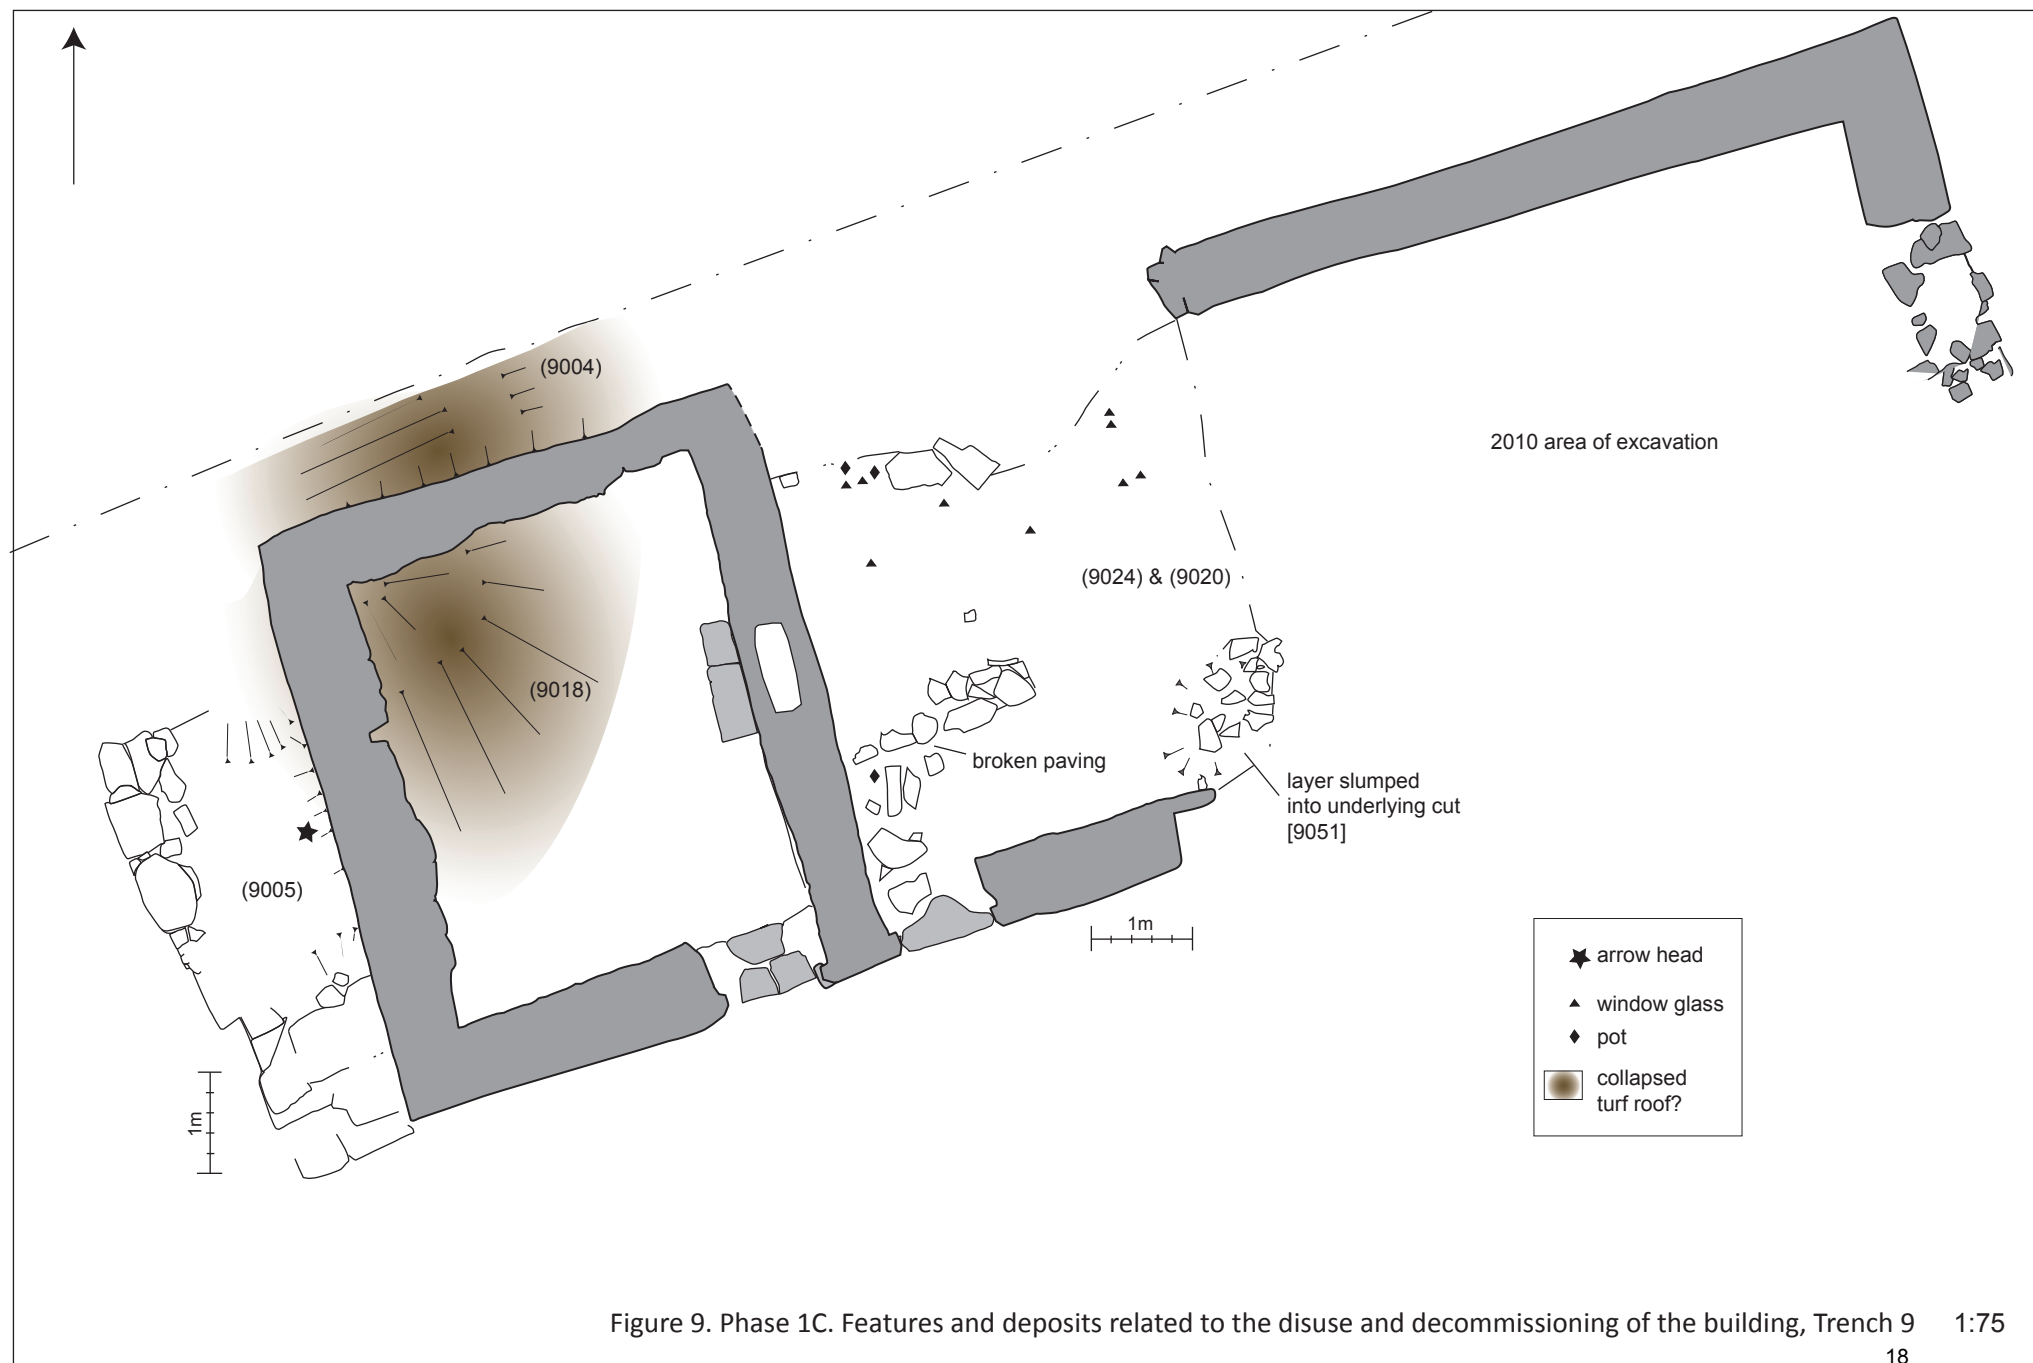 (9004)
2010 area of excavation
(9024) & (9020)
(9018)
broken paving
layer slumped
into underlying cut
[9051]
(9005)
1m
arrow head
window glass
pot
collapsed
turf roof?
1m
Figure 9. Phase 1C. Features and deposits related to the disuse and decommissioning of the building, Trench 9 1:75
18